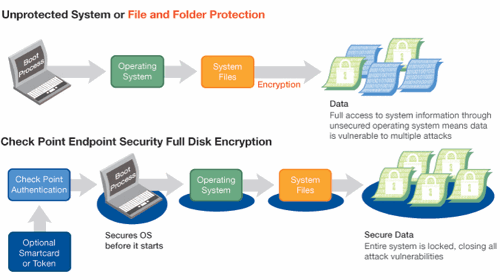 Unprotected System or File and Folder Protection
Boot
Process
Operating
System
System
Files
Encryption
Data
Full access to system information through
unsecured operating system means data
is vulnerable to multiple attacks
Check Point Endpoint Security Full Disk Encryption
Check Point
Authentication
Boot
Process
Operating
System
System
Files
Optional
Smartcard
or Token
Secures OS
before it starts
Secure Data
Entire system is locked, closing all
attack vulnerabilities